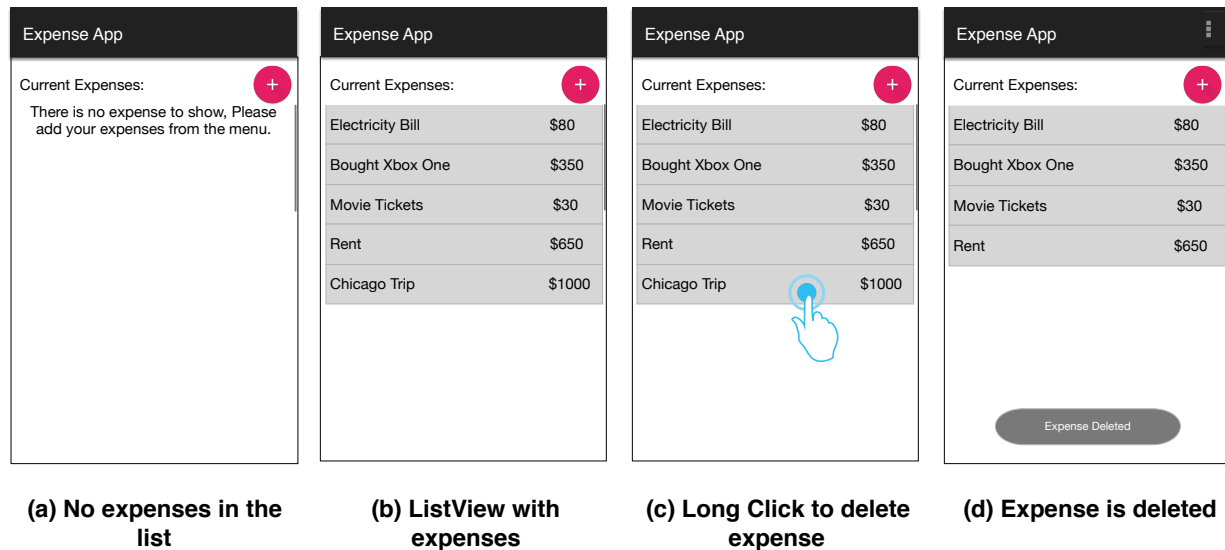 Expense App
Current Expenses:
+
There is no expense to show, Please
add your expenses from the menu.
(a) No expenses in the
list
Expense App
Current Expenses:
+
Electricity Bill $80
Bought Xbox One $350
Movie Tickets $30
Rent $650
Chicago Trip $1000
(b) ListView with
expenses
Expense App
Current Expenses:
+
Electricity Bill $80
Bought Xbox One $350
Movie Tickets $30
Rent $650
Chicago Trip $1000
(c) Long Click to delete
expense
Expense App
Current Expenses:
+
Electricity Bill $80
Bought Xbox One $350
Movie Tickets $30
Rent $650
Expense Deleted
(d) Expense is deleted